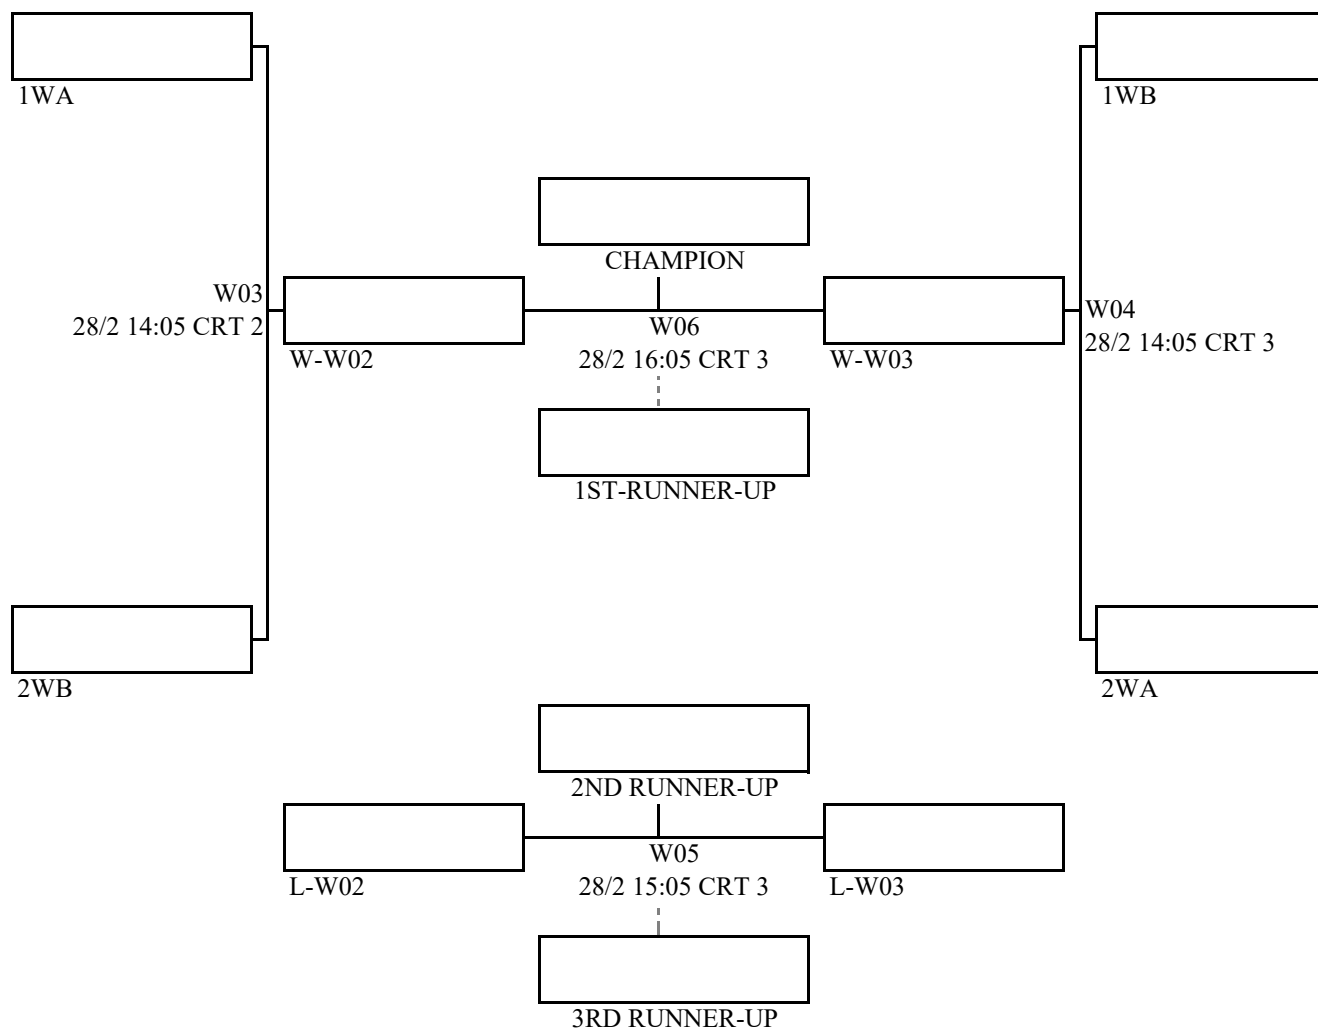 1WA
1WB
CHAMPION
W03
28/2 14:05 CRT 2
W-W02
W06
28/2 16:05 CRT 3
W-W03
W04
28/2 14:05 CRT 3
1ST-RUNNER-UP
2WB
2WA
2ND RUNNER-UP
L-W02
W05
28/2 15:05 CRT 3
L-W03
3RD RUNNER-UP